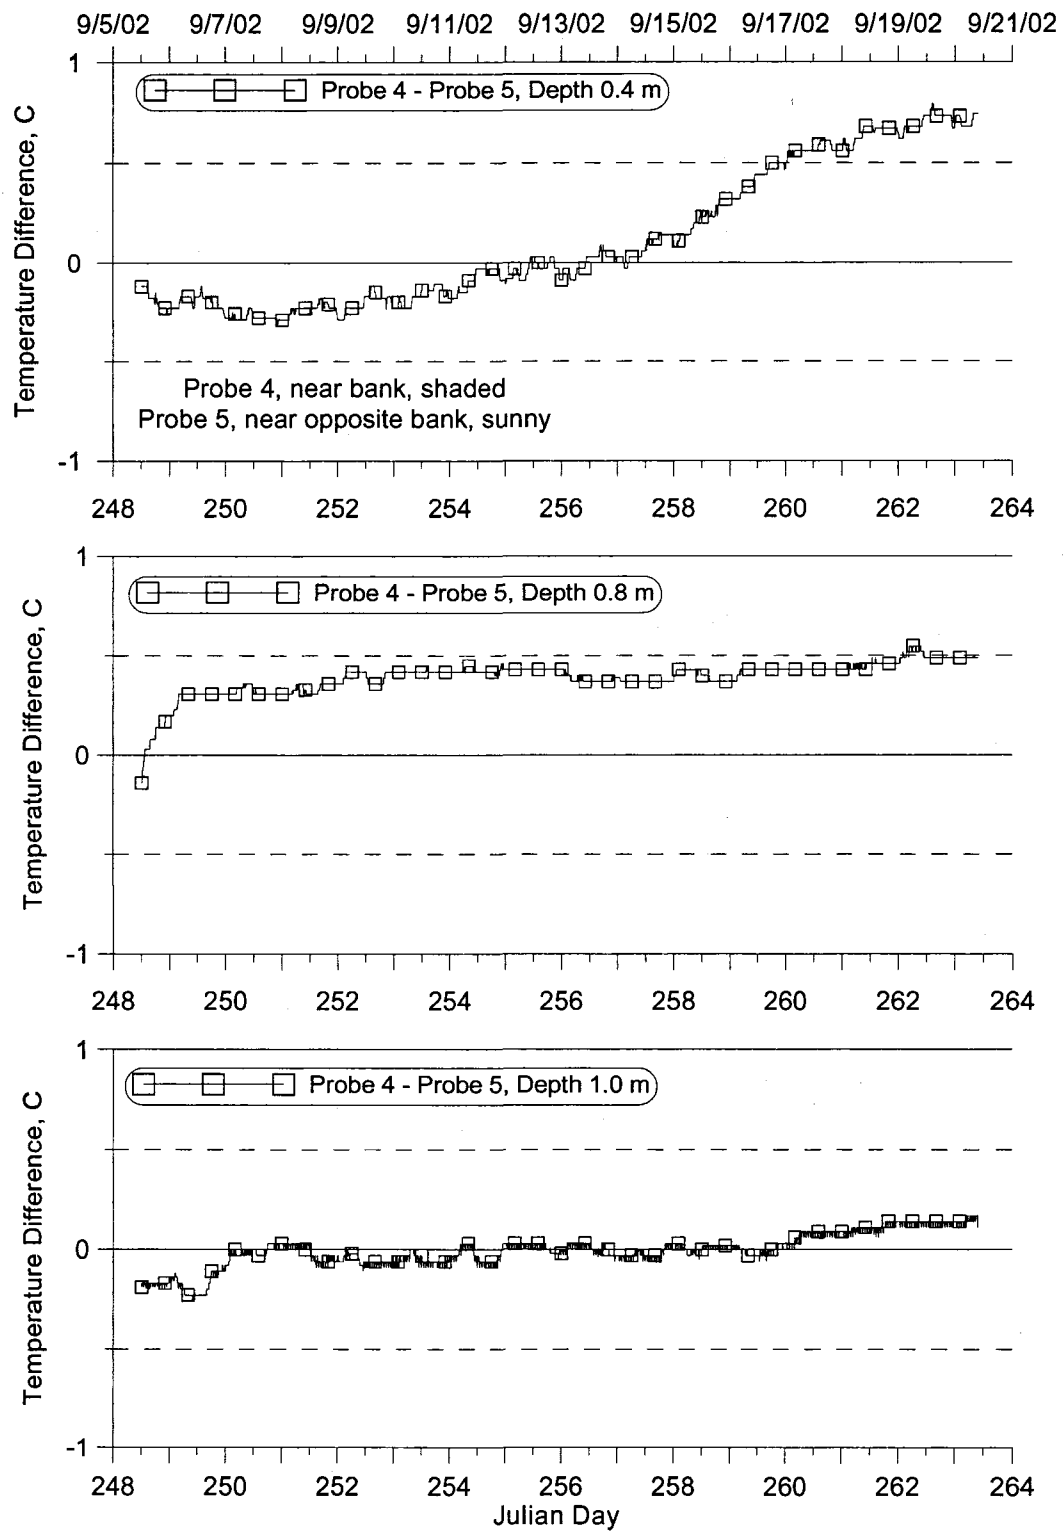 9/5/02 9/7/02 9/9/02 9/11/02 9/13/02 9/15/02 9/17/02 9/19/02 9/21/02
1
Probe 4 - Probe 5, Depth 0.4 m
Temperature Difference, C
0
Probe 4, near bank, shaded
Probe 5, near opposite bank, sunny
-1
248 250 252 254 256 258 260 262 264
1
Probe 4 - Probe 5, Depth 0.8 m
Temperature Difference, C
0
-1
248 250 252 254 256 258 260 262 264
1
Probe 4 - Probe 5, Depth 1.0 m
Temperature Difference, C
0
-1
248 250 252 254 256 258 260 262 264
Julian Day